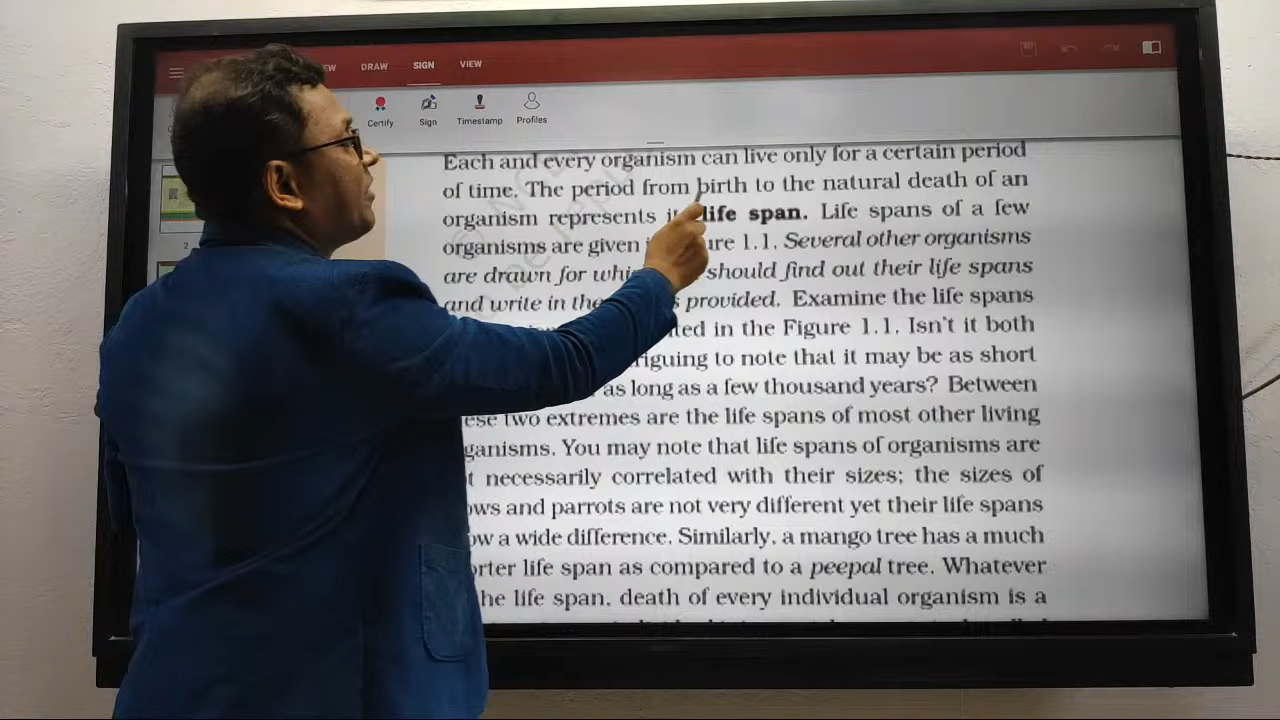 EW DRAW SIGN VIEW
Certify Sign Timestamp Profiles
2
Each and every organism can live only for a certain period
of time. The period from birth to the natural death of an
organism represents life span. Life spans of a few
organisms are given ure 1.1. Several other organisms
are drawn for whi should find out their life spans
and write in the s provided. Examine the life spans
ted in the Figure 1.1. Isn't it both
riguing to note that it may be as short
as long as a few thousand years? Between
ese two extremes are the life spans of most other living
ganisms. You may note that life spans of organisms are
t necessarily correlated with their sizes; the sizes of
ows and parrots are not very different yet their life spans
ow a wide difference. Similarly, a mango tree has a much
orter life span as compared to a peepal tree. Whatever
he life span, death of every individual organism is a